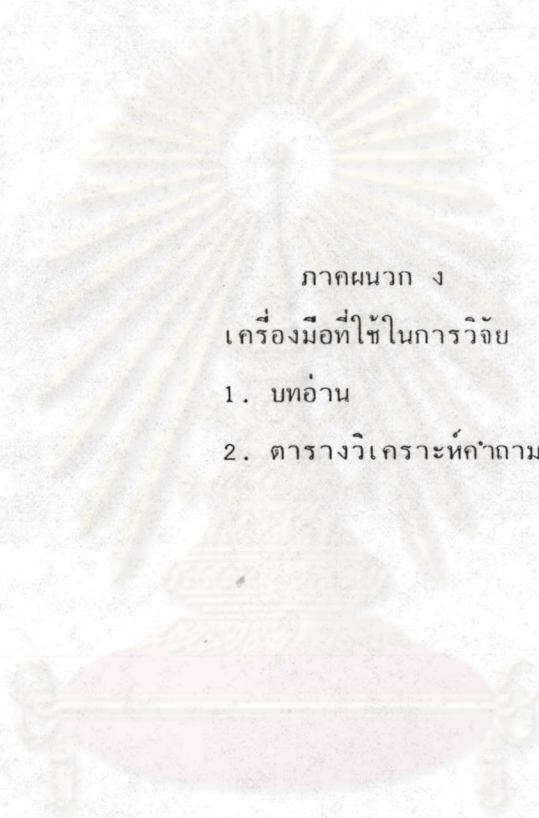 ภาคผนวก ง
เครื่องมือที่ใช้ในการวิจัย
1. บทอ่าน
2. ตารางวิเคราะห์คำถาม